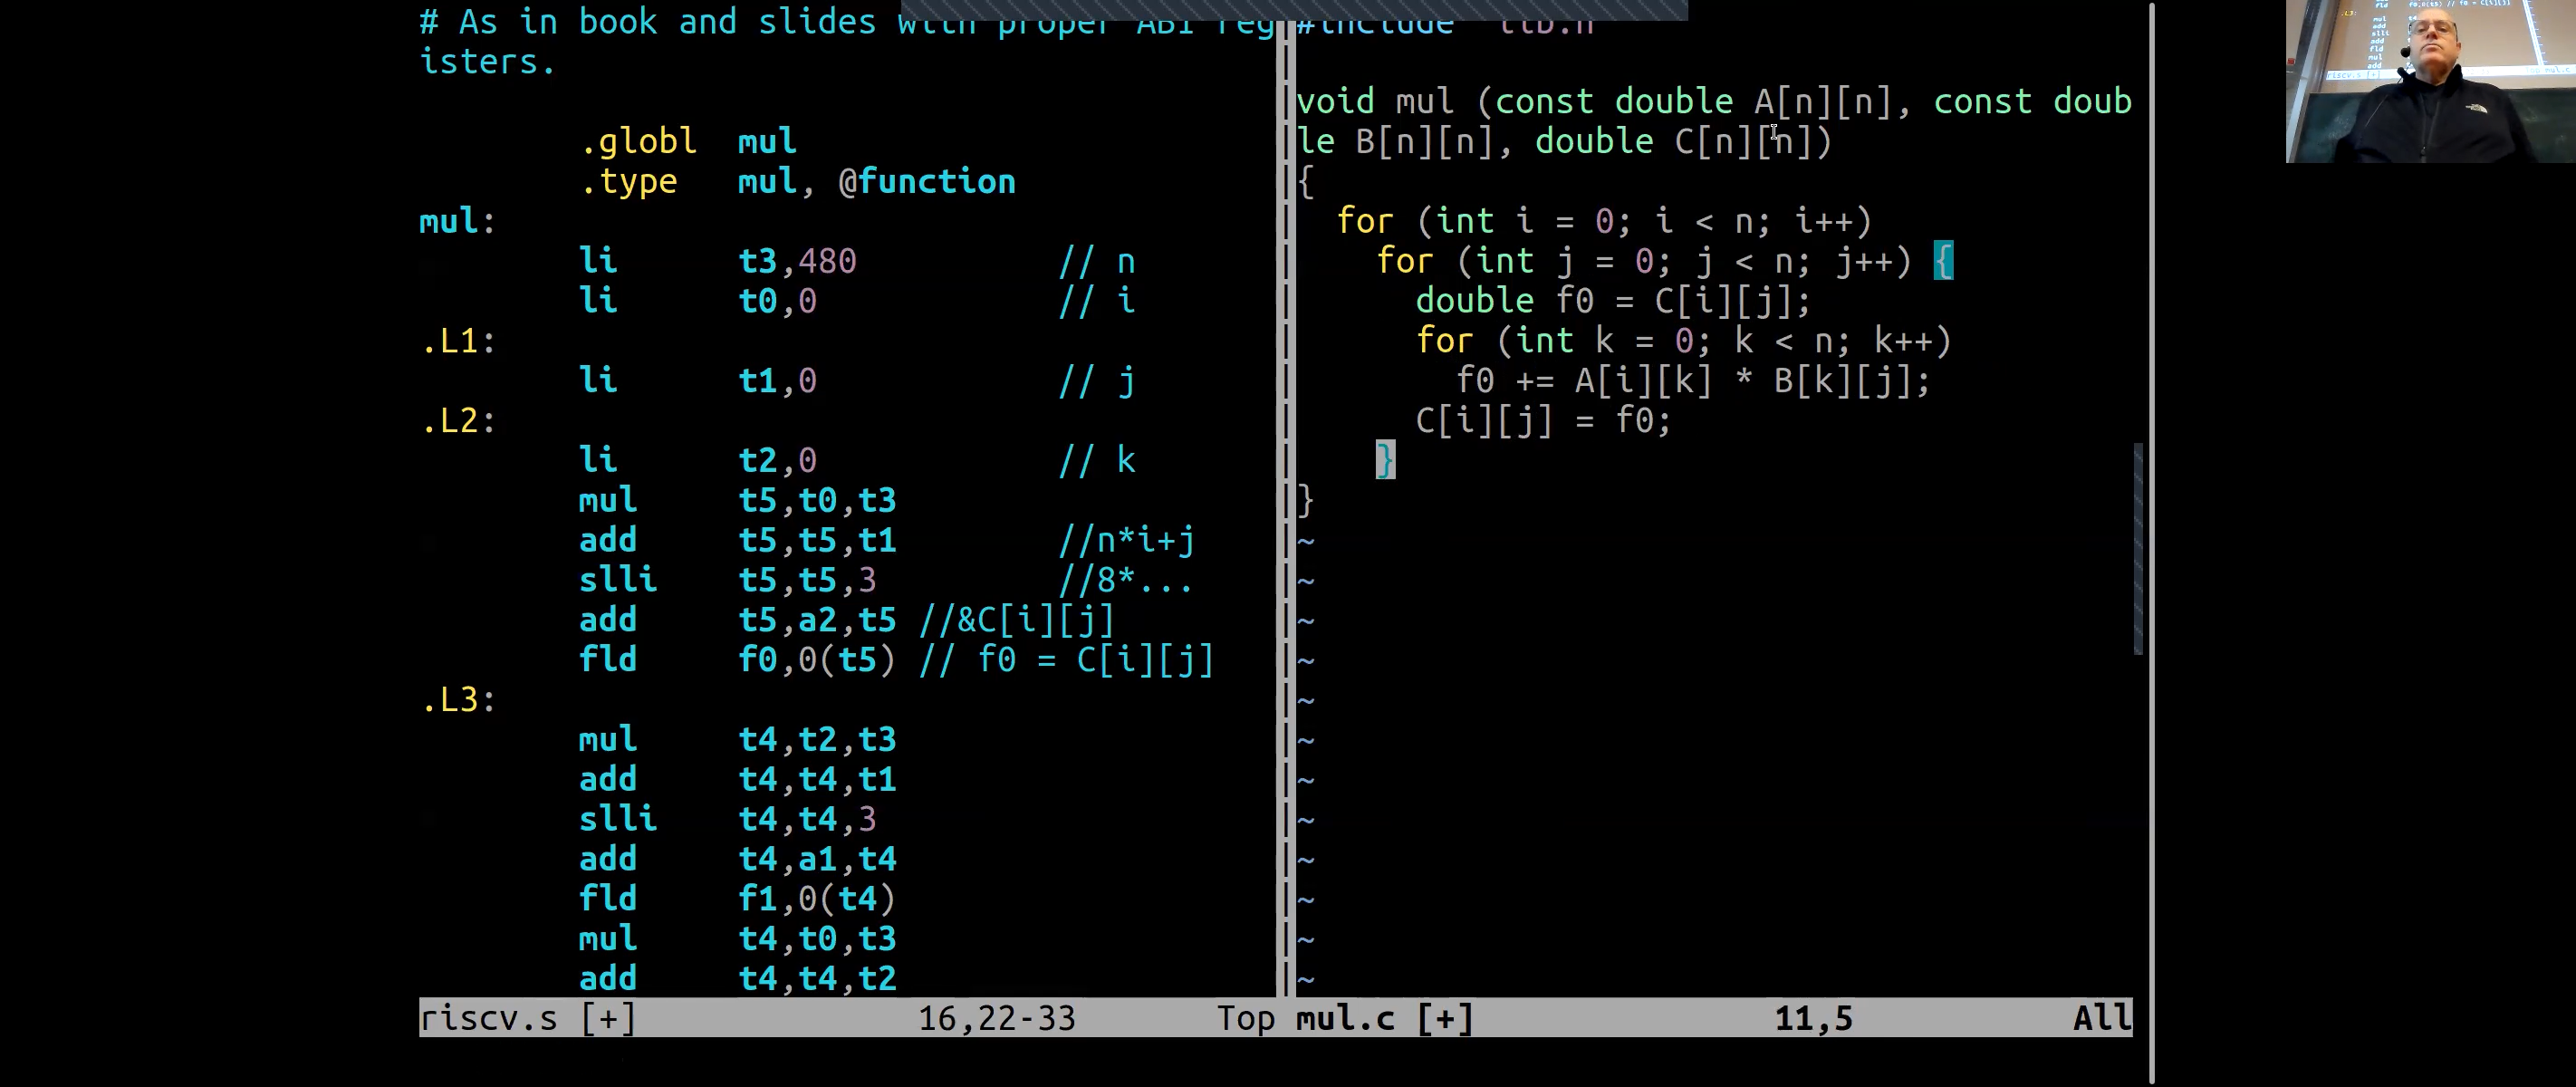 # As in book and slides with proper ABI reg
isters.
.globl mul
.type mul, @function
mul:
li t3,480 // n
li t0,0 // i
.L1:
li t1,0 // j
.L2:
li t2,0 // k
mul t5,t0,t3
add t5,t5,t1 //n*i+j
slli t5,t5,3 //8*...
add t5,a2,t5 //&C[i][j]
fld f0,0(t5) // f0 = C[i][j]
.L3:
mul t4,t2,t3
add t4,t4,t1
slli t4,t4,3
add t4,a1,t4
fld f1,0(t4)
mul t4,t0,t3
add t4,t4,t2
riscv.s [+] 16,22-33 Top
#include "lib.h"
void mul (const double A[n][n], const doub
le B[n][n], double C[n][n])
{
for (int i = 0; i < n; i++)
for (int j = 0; j < n; j++) {
double f0 = C[i][j];
for (int k = 0; k < n; k++)
f0 += A[i][k] * B[k][j];
C[i][j] = f0;
}
}
~
~
~
~
~
~
~
~
~
~
~
~
mul.c [+] 11,5 All